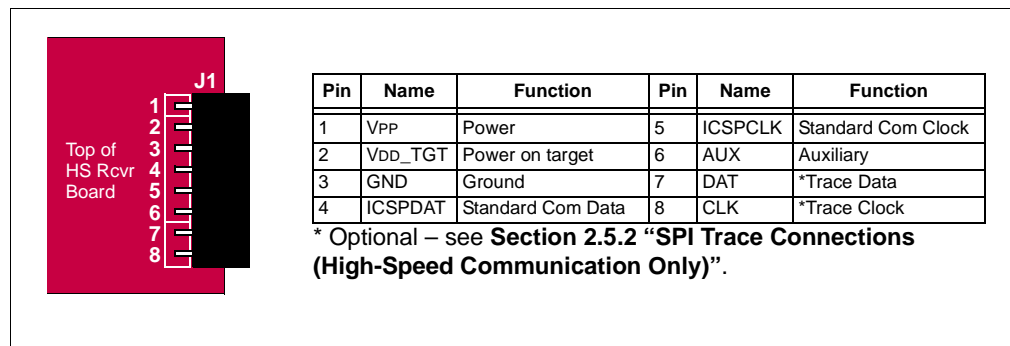 J1
1
2
3
4
5
6
7
8
Top of
HS Rcvr
Board
Pin Name Function Pin Name Function
1 VPP Power 5 ICSPCLK Standard Com Clock
2 VDD_TGT Power on target 6 AUX Auxiliary
3 GND Ground 7 DAT *Trace Data
4 ICSPDAT Standard Com Data 8 CLK *Trace Clock
* Optional – see Section 2.5.2 “SPI Trace Connections
(High-Speed Communication Only)”.